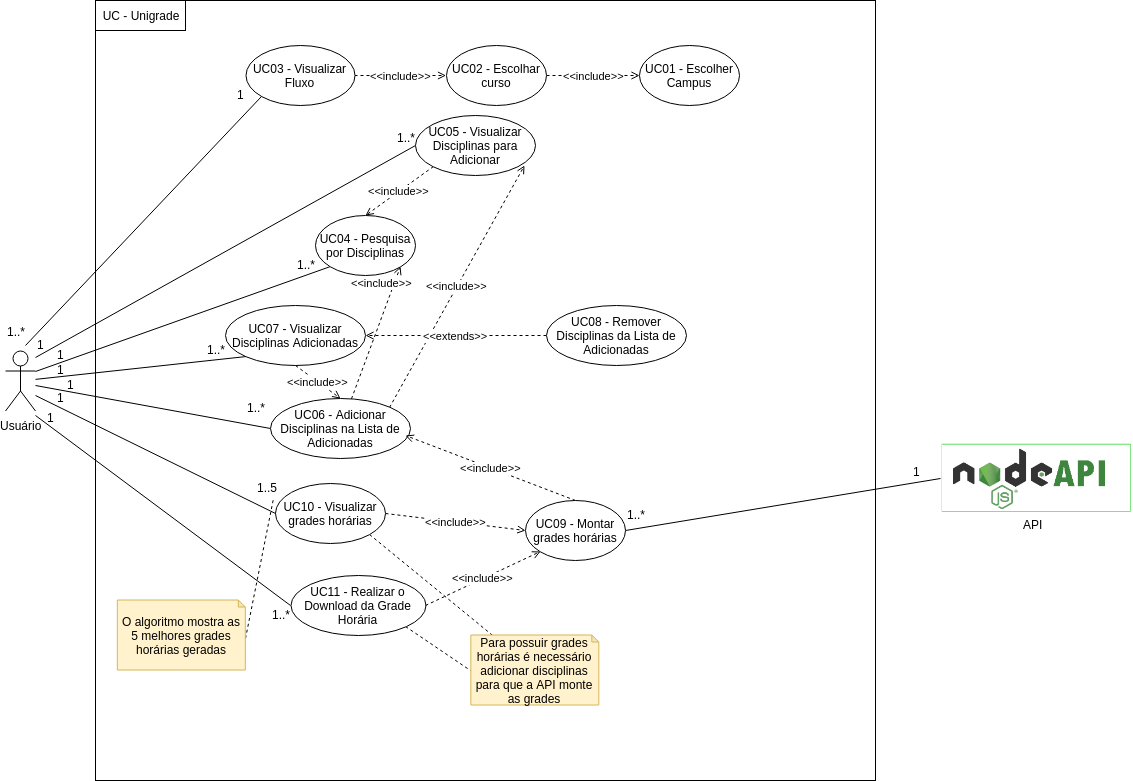 UC - Unigrade
UC03 - Visualizar
Fluxo
<<include>>
UC02 - Escolhar
curso
<<include>>
UC01 - Escolher
Campus
1
1..*
UC05 - Visualizar
Disciplinas para
Adicionar
<<include>>
UC04 - Pesquisa
por Disciplinas
1..*
<<include>>
<<include>>
UC07 - Visualizar
Disciplinas Adicionadas
1..*
<<extends>>
UC08 - Remover
Disciplinas da Lista de
Adicionadas
1..*
1
1
1
1
1
1
Usuário
<<include>>
1..*
UC06 - Adicionar
Disciplinas na Lista de
Adicionadas
<<include>>
1..5
UC10 - Visualizar
grades horárias
<<include>>
UC09 - Montar
grades horárias
1..*
1
node
JS
API
API
<<include>>
1..*
UC11 - Realizar o
Download da Grade
Horária
O algoritmo mostra as
5 melhores grades
horárias geradas
Para possuir grades
horárias é necessário
adicionar disciplinas
para que a API monte
as grades